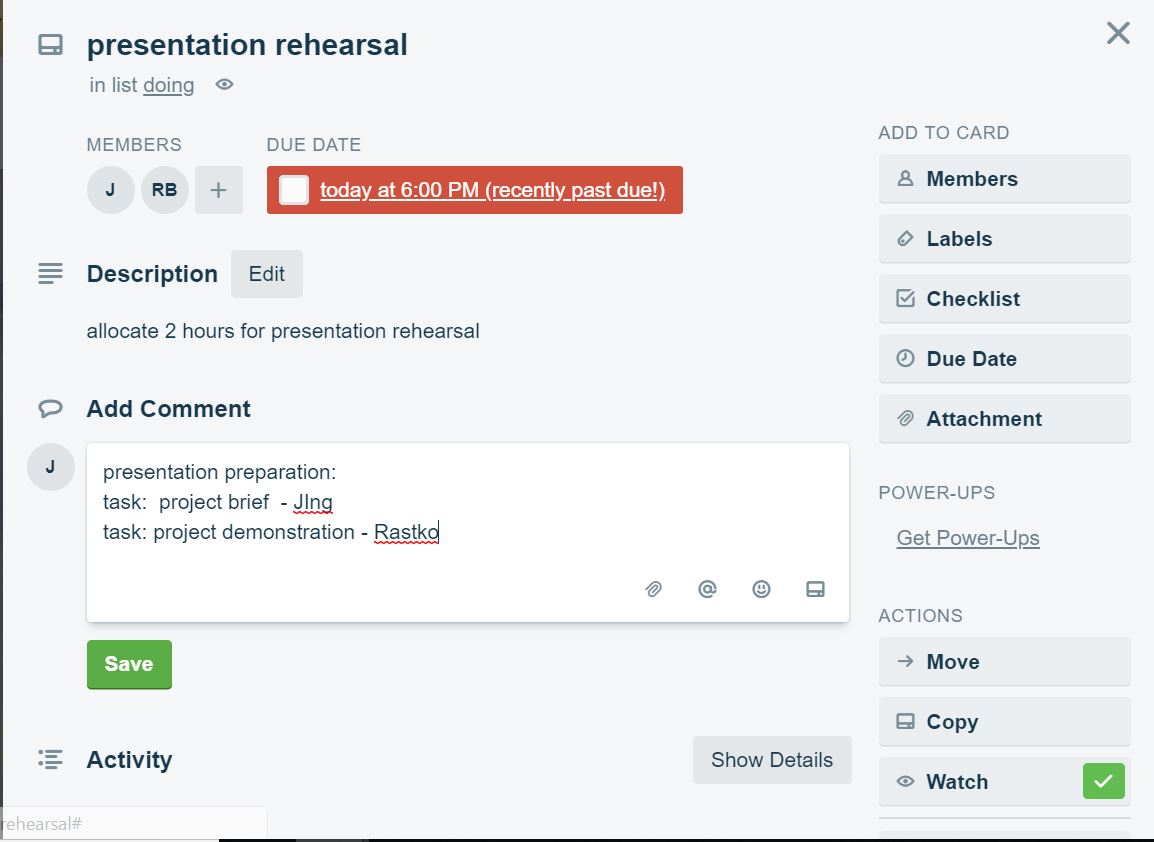 presentation rehearsal
in list doing
MEMBERS
DUE DATE
J
RB
+
today at 6:00 PM (recently past due!)
Description
Edit
allocate 2 hours for presentation rehearsal
Add Comment
J
presentation preparation:
task:  project brief  - JIng
task: project demonstration - Rastko
Save
Activity
Show Details
ADD TO CARD
Members
Labels
Checklist
Due Date
Attachment
POWER-UPS
Get Power-Ups
ACTIONS
Move
Copy
Watch
rehearsal#